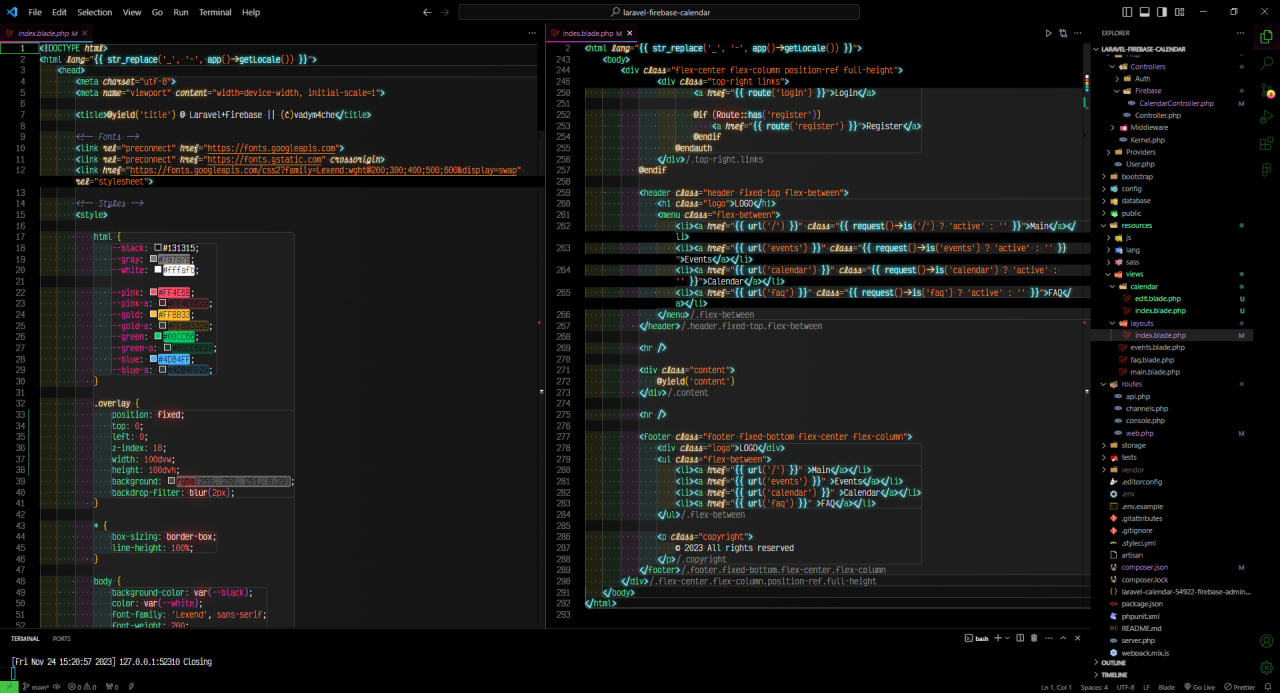 File Edit Selection View Go Run Terminal Help
laravel-firebase-calendar
index.blade.php M
1 <!DOCTYPE html>
2 <html lang="{{ str_replace('_', '-', app()->getLocale()) }}">
3 <head>
4 <meta charset="utf-8">
5 <meta name="viewport" content="width=device-width, initial-scale=1">
6
7 <title>@yield('title') @ Laravel+Firebase || (c)vadym4che</title>
8
9 <!-- Fonts -->
10 <link rel="preconnect" href="https://fonts.googleapis.com">
11 <link rel="preconnect" href="https://fonts.gstatic.com" crossorigin>
12 <link href="https://fonts.googleapis.com/css2?family=Lexend:wght@200;300;400;500;600&display=swap"
rel="stylesheet">
13
14 <!-- Styles -->
15 <style>
16
17 html {
18 --black: #131315;
19 --gray: #797979;
20 --white: #fffafb;
21
22 --pink: #FF4E6B;
23 --pink-a:
24 --gold: #FFBB33;
25 --gold-a:
26 --green: #00CC66;
27 --green-a:
28 --blue: #4DB4FF;
29 --blue-a:
30 }
31
32 .overlay {
33 position: fixed;
34 top: 0;
35 left: 0;
36 z-index: 10;
37 width: 100dvw;
38 height: 100dvh;
39 background: rgba(255, 250, 251, 0.20);
40 backdrop-filter: blur(2px);
41 }
42
43 * {
44 box-sizing: border-box;
45 line-height: 100%;
46 }
47
48 body {
49 background-color: var(--black);
50 color: var(--white);
51 font-family: 'Lexend', sans-serif;
52 font-weight: 200;
index.blade.php M
2 <html lang="{{ str_replace('_', '-', app()->getLocale()) }}">
243 <body>
244 <div class="flex-center flex-column position-ref full-height">
246 <div class="top-right links">
250 <a href="{{ route('login') }}">Login</a>
251
252 @if (Route::has('register'))
253 <a href="{{ route('register') }}">Register</a>
254 @endif
255 @endauth
256 </div>/.top-right.links
257 @endif
258
259 <header class="header fixed-top flex-between">
260 <h1 class="logo">LOGO</h1>
261 <menu class="flex-between">
262 <li><a href="{{ url('/') }}" class="{{ request()->is('/') ? 'active' : '' }}">Main</a></
li>
263 <li><a href="{{ url('events') }}" class="{{ request()->is('events') ? 'active' : '' }}
">Events</a></li>
264 <li><a href="{{ url('calendar') }}" class="{{ request()->is('calendar') ? 'active' :
'' }}">Calendar</a></li>
265 <li><a href="{{ url('faq') }}" class="{{ request()->is('faq') ? 'active' : '' }}">FAQ<
/a></li>
266 </menu>/.flex-between
267 </header>/.header.fixed-top.flex-between
268
269 <hr />
270
271 <div class="content">
272 @yield('content')
273 </div>/.content
274
275 <hr />
276
277 <footer class="footer fixed-bottom flex-center flex-column">
278 <div class="logo">LOGO</div>
279 <ul class="flex-between">
280 <li><a href="{{ url('/') }}" >Main</a></li>
281 <li><a href="{{ url('events') }}" >Events</a></li>
282 <li><a href="{{ url('calendar') }}" >Calendar</a></li>
283 <li><a href="{{ url('faq') }}" >FAQ</a></li>
284 </ul>/.flex-between
285
286 <p class="copyright">
287 © 2023 All rights reserved
288 </p>/.copyright
289 </footer>/.footer.fixed-bottom.flex-center.flex-column
290 </div>/.flex-center.flex-column.position-ref.full-height
291 </body>
292 </html>
293
EXPLORER
LARAVEL-FIREBASE-CALENDAR
Controllers
Auth
Firebase
CalendarController.php M
Controller.php
Middleware
Kernel.php
Providers
User.php
bootstrap
config
database
public
resources
js
lang
sass
views
calendar
edit.blade.php U
index.blade.php U
layouts
index.blade.php M
events.blade.php
faq.blade.php
main.blade.php
routes
api.php
channels.php
console.php
web.php M
storage
tests
vendor
.editorconfig
.env
.env.example
.gitattributes
.gitignore
.styleci.yml
artisan
composer.json M
composer.lock
laravel-calendar-54922-firebase-admin...
package.json
phpunit.xml
README.md
server.php
webpack.mix.js
OUTLINE
TIMELINE
TERMINAL PORTS
bash
[Fri Nov 24 15:20:57 2023] 127.0.0.1:52310 Closing
main* 0 0 0
Ln 1, Col 1 Spaces: 4 UTF-8 LF Blade Go Live Prettier